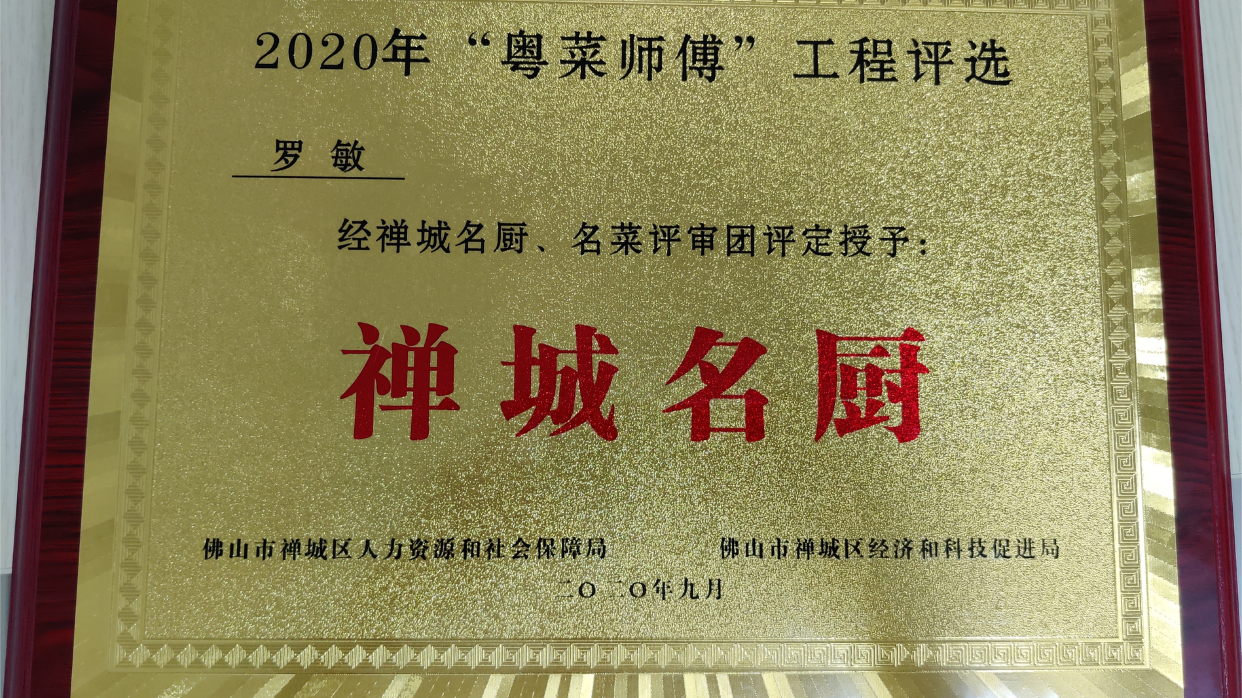 2020年“粤菜师傅”工程评选
罗敏
经禅城名厨、名菜评审团评定授予：
禅城名厨
佛山市禅城区人力资源和社会保障局 佛山市禅城区经济和科技促进局
二〇二〇年九月